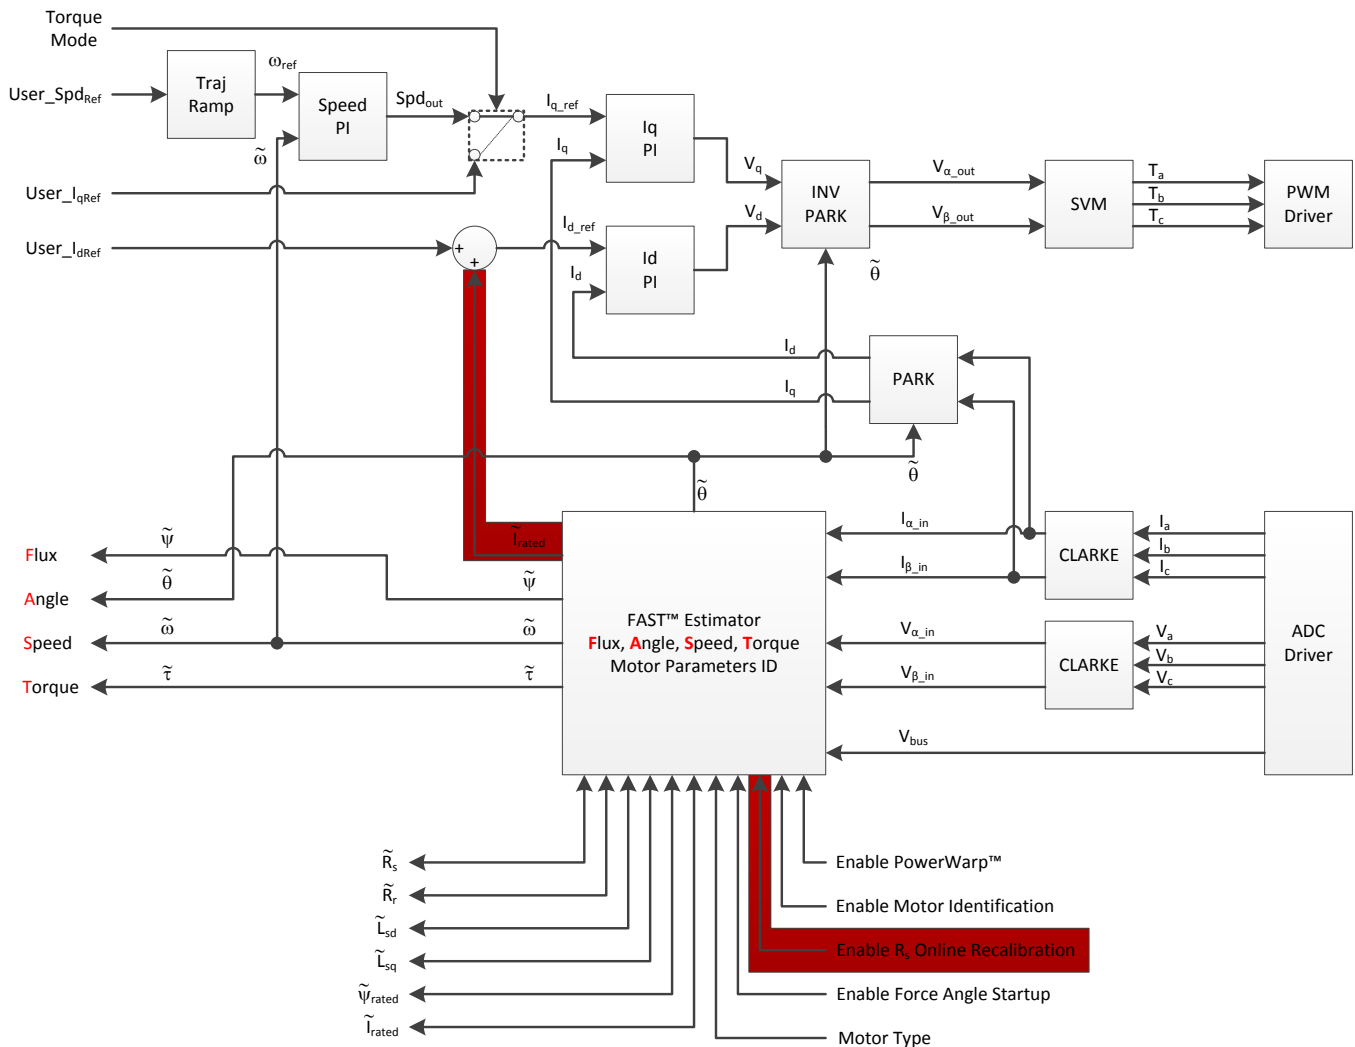 Torque
Mode
User_SpdRef
Traj
Ramp
ωref
ω̃
Speed
PI
Spdout
User_IqRef
User_IdRef
+
+
Iq_ref
Iq
Iq
PI
Id_ref
Id
Id
PI
Vq
Vd
INV
PARK
θ̃
Vα_out
Vβ_out
SVM
Ta
Tb
Tc
PWM
Driver
Id
Iq
PARK
θ̃
θ̃
Ĩrated
Flux
Angle
Speed
Torque
ψ̃
θ̃
ω̃
τ̃
ψ̃
ω̃
τ̃
FAST™ Estimator
Flux, Angle, Speed, Torque
Motor Parameters ID
Iα_in
Iβ_in
Vα_in
Vβ_in
Vbus
CLARKE
CLARKE
Ia
Ib
Ic
Va
Vb
Vc
ADC
Driver
R̃s
R̃r
L̃sd
L̃sq
ψ̃rated
Ĩrated
Enable PowerWarp™
Enable Motor Identification
Enable Rs Online Recalibration
Enable Force Angle Startup
Motor Type